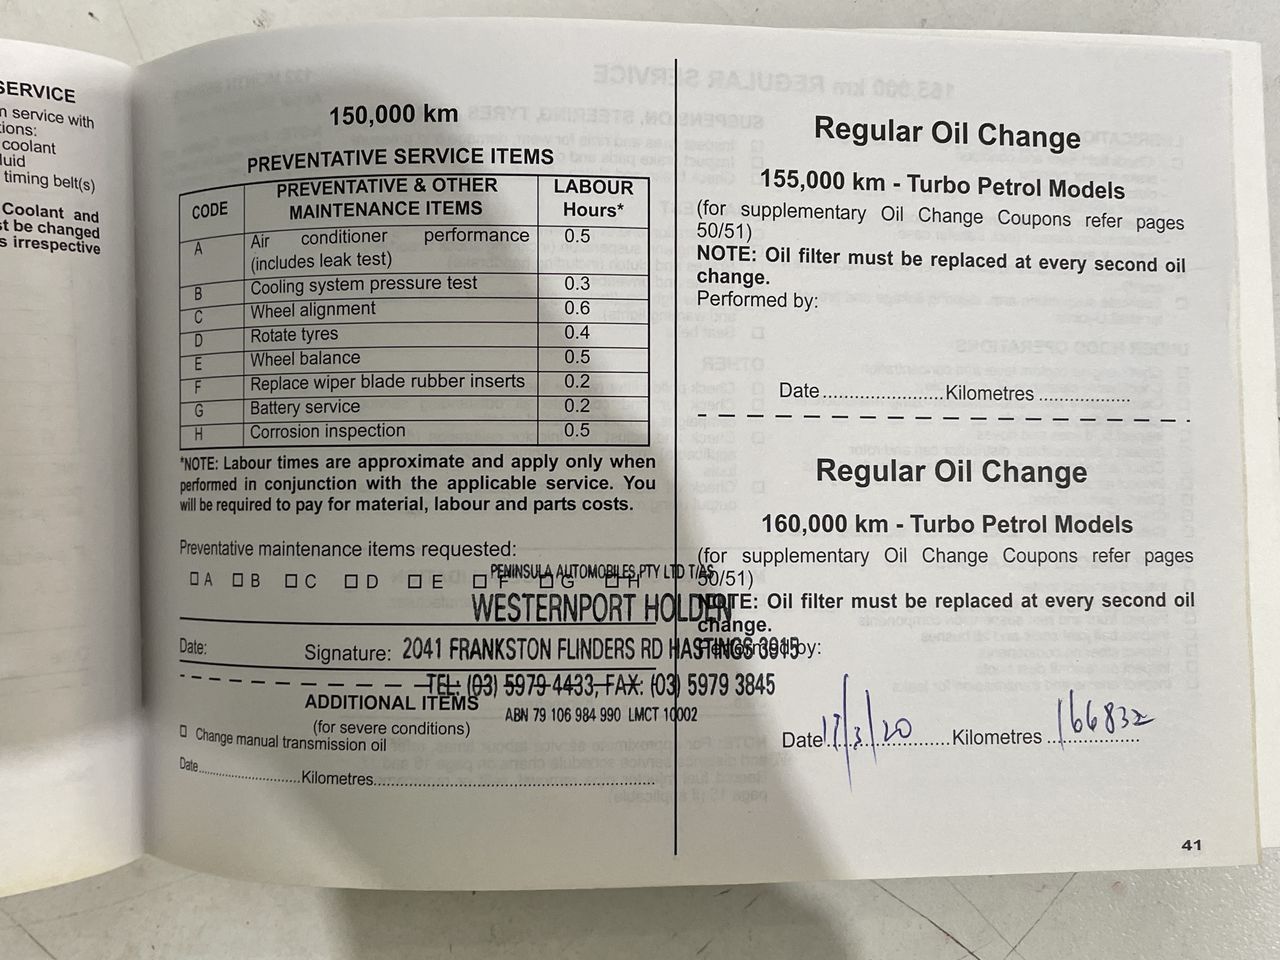 SERVICE
n service with
ions:
coolant
luid
timing belt(s)
Coolant and
st be changed
s irrespective
150,000 km
PREVENTATIVE SERVICE ITEMS
CODE PREVENTATIVE & OTHER MAINTENANCE ITEMS LABOUR Hours*
A Air conditioner performance (includes leak test) 0.5
B Cooling system pressure test 0.3
C Wheel alignment 0.6
D Rotate tyres 0.4
E Wheel balance 0.5
F Replace wiper blade rubber inserts 0.2
G Battery service 0.2
H Corrosion inspection 0.5
*NOTE: Labour times are approximate and apply only when
performed in conjunction with the applicable service. You
will be required to pay for material, labour and parts costs.
Preventative maintenance items requested:
A B C D E F G H
PENINSULA AUTOMOBILES PTY LTD T/AS
WESTERNPORT HOLDEN
2041 FRANKSTON FLINDERS RD HASTINGS 3915
TEL: (03) 5979 4433, FAX: (03) 5979 3845
ABN 79 106 984 990 LMCT 10002
Date: Signature:
ADDITIONAL ITEMS
(for severe conditions)
Change manual transmission oil
Date........................Kilometres................................................................
Regular Oil Change
155,000 km - Turbo Petrol Models
(for supplementary Oil Change Coupons refer pages
50/51)
NOTE: Oil filter must be replaced at every second oil
change.
Performed by:
Date........................Kilometres ..................
Regular Oil Change
160,000 km - Turbo Petrol Models
(for supplementary Oil Change Coupons refer pages
50/51)
NOTE: Oil filter must be replaced at every second oil
change.
Performed by:
Date 17/3/20 Kilometres 166832
41